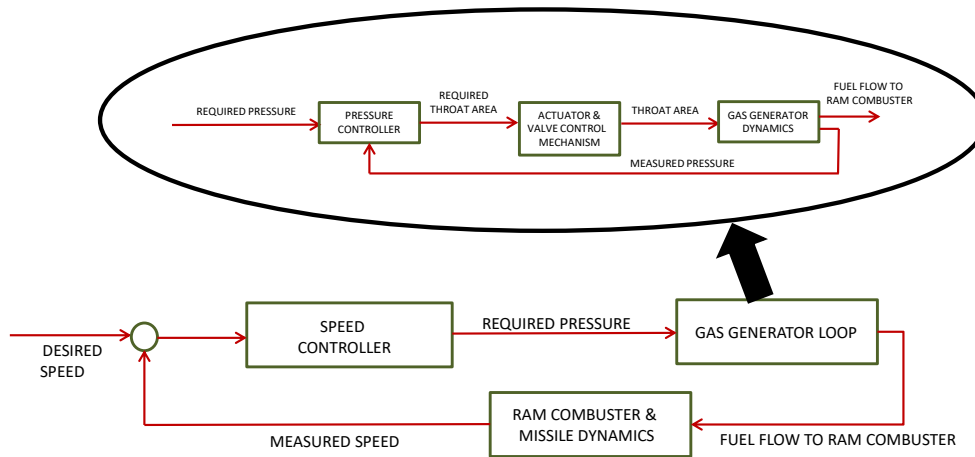 FUEL FLOW TO
RAM COMBUSTER
REQUIRED PRESSURE
PRESSURE
CONTROLLER
REQUIRED
THROAT AREA
ACTUATOR &
VALVE CONTROL
MECHANISM
THROAT AREA
GAS GENERATOR
DYNAMICS
MEASURED PRESSURE
DESIRED
SPEED
SPEED
CONTROLLER
REQUIRED PRESSURE
GAS GENERATOR LOOP
RAM COMBUSTER &
MISSILE DYNAMICS
MEASURED SPEED
FUEL FLOW TO RAM COMBUSTER